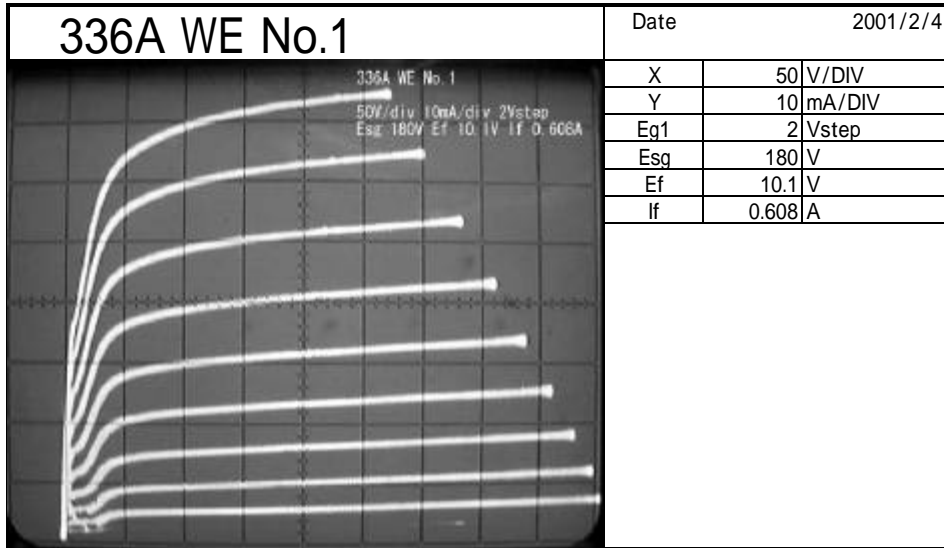 336A WE No.1
Date 2001/2/4
336A WE No.1
50V/div 10mA/div 2Vstep
Esg 180V Ef 10.1V If 0.606A
X 50 V/DIV
Y 10 mA/DIV
Eg1 2 Vstep
Esg 180 V
Ef 10.1 V
If 0.608 A